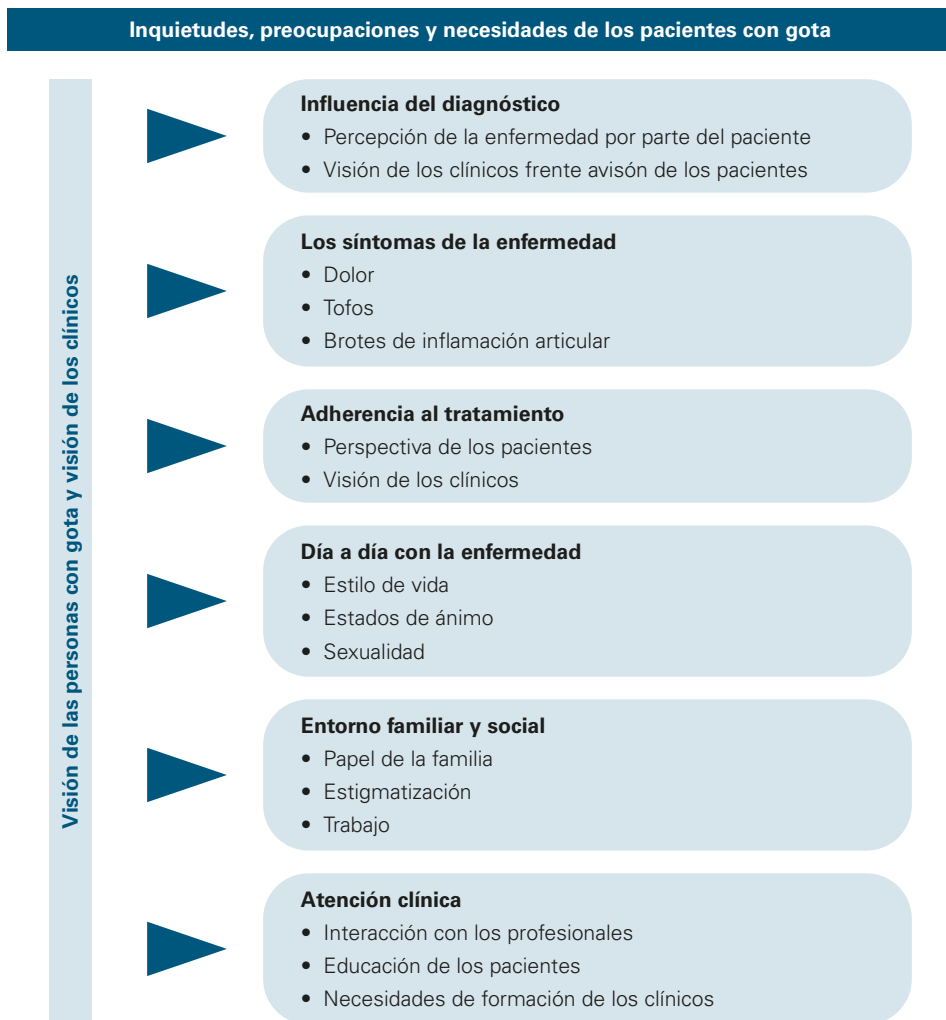 Inquietudes, preocupaciones y necesidades de los pacientes con gota
Visión de las personas con gota y visión de los clínicos
Influencia del diagnóstico
• Percepción de la enfermedad por parte del paciente
• Visión de los clínicos frente avisón de los pacientes
Los síntomas de la enfermedad
• Dolor
• Tofos
• Brotes de inflamación articular
Adherencia al tratamiento
• Perspectiva de los pacientes
• Visión de los clínicos
Día a día con la enfermedad
• Estilo de vida
• Estados de ánimo
• Sexualidad
Entorno familiar y social
• Papel de la familia
• Estigmatización
• Trabajo
Atención clínica
• Interacción con los profesionales
• Educación de los pacientes
• Necesidades de formación de los clínicos